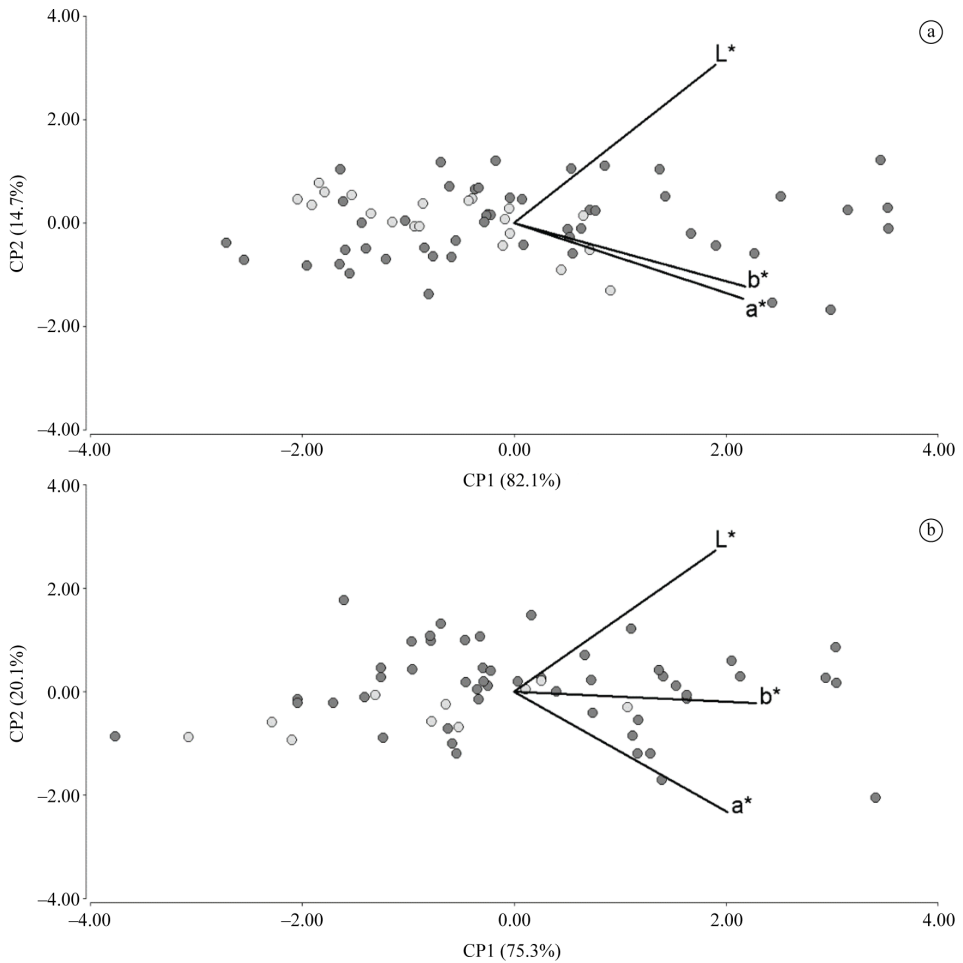 4.00
a
L*
2.00
CP2 (14.7%)
0.00
b*
a*
–2.00
–4.00
–4.00 –2.00 0.00 2.00 4.00
CP1 (82.1%)
4.00
b
L*
2.00
CP2 (20.1%)
0.00
b*
a*
–2.00
–4.00
–4.00 –2.00 0.00 2.00 4.00
CP1 (75.3%)